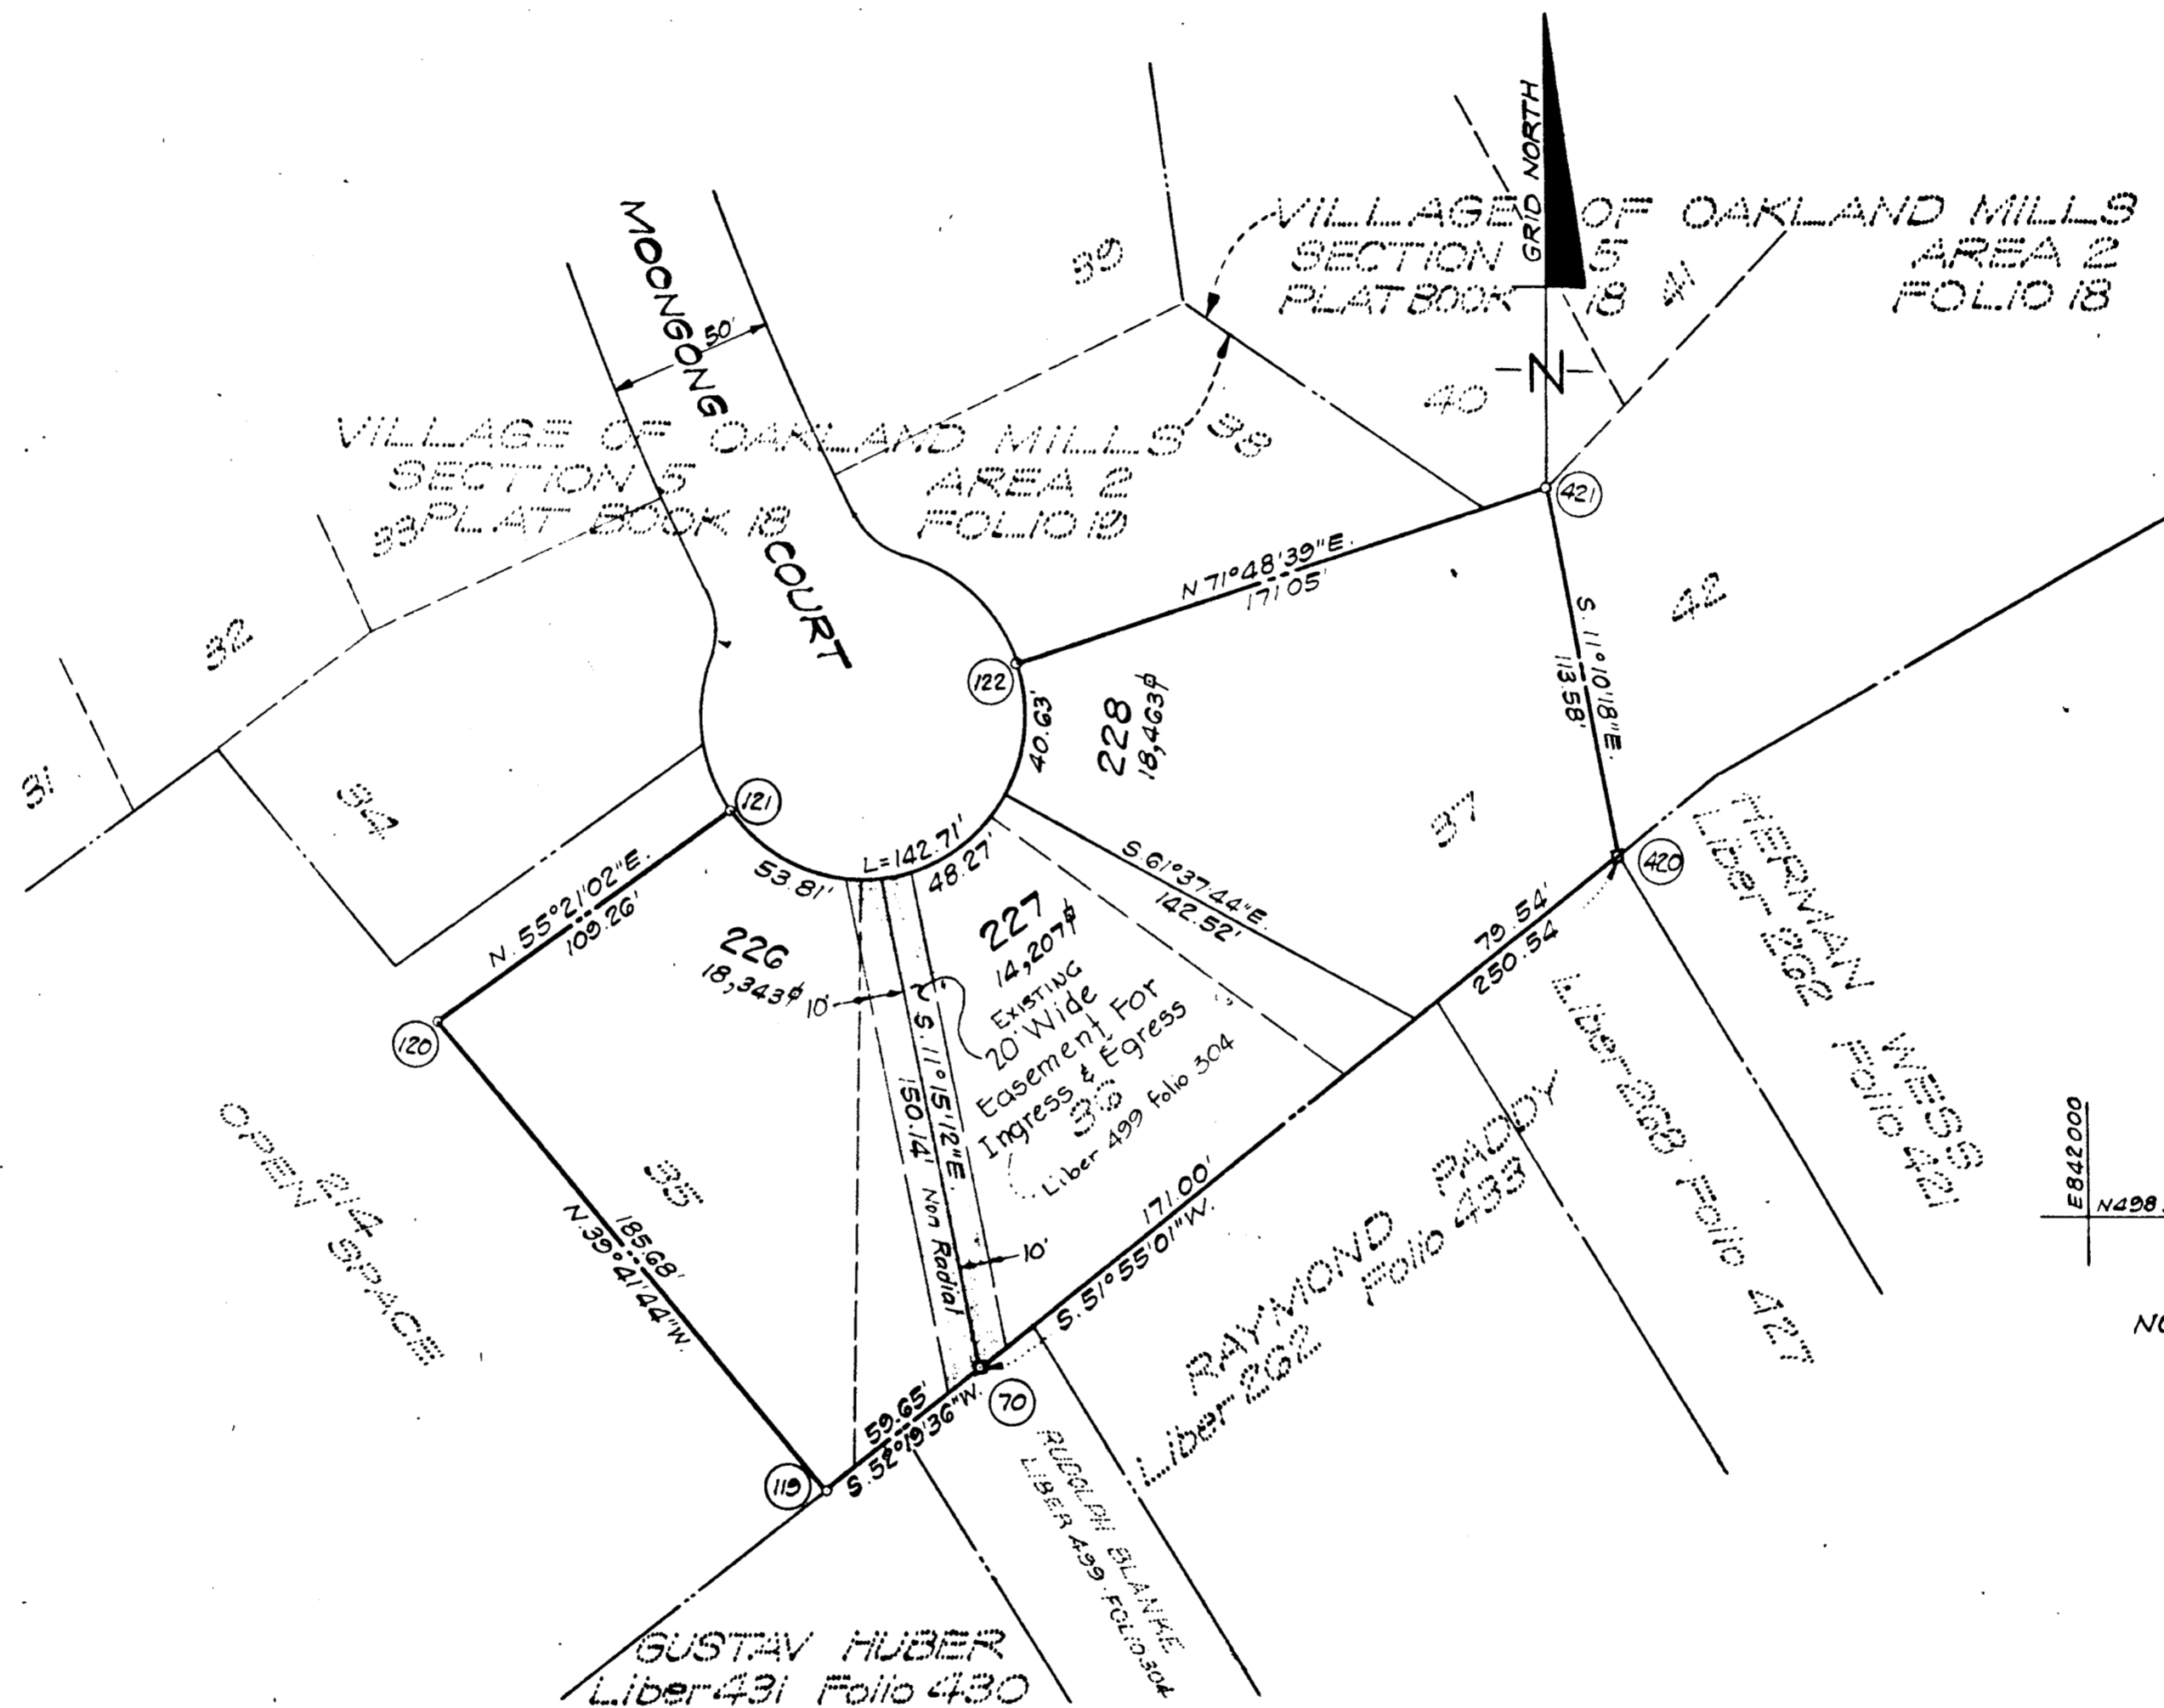 GRID NORTH
N
VILLAGE OF OAKLAND MILLS
SECTION 5 AREA 2
PLAT BOOK 18 FOLIO 18
MOONGONG
50'
COURT
39
41
40
38
VILLAGE OF OAKLAND MILLS
SECTION 5 AREA 2
PLAT BOOK 18 FOLIO 19
33
32
31
34
421
N 71°48'39"E.
171.05'
42
S. 11°10'18"E.
113.58'
122
40.63'
228
18,463⌀
37
121
L=142.71'
53.81'
48.27'
S. 61°37'44"E.
142.52'
420
N. 55°21'02"E.
109.26'
226
18,343⌀
10'
227
14,207⌀
EXISTING
20' Wide
Easement For
Ingress & Egress
36
Liber 499 Folio 304
79.54'
250.54
HERMAN WESS
Liber 262 Folio 421
Liber 288 Folio 427
120
OPEN SPACE
214
35
185.68'
N. 39°41'44"W.
S. 11°15'12"E.
150.14' Non Radial
10'
171.00'
S. 51°55'01"W.
RAYMOND PADDY
Liber 262 Folio 433
E842000
N498
NO
59.65'
S. 52°19'36"W.
70
119
RUDOLPH BLANKE
LIBER 499 FOLIO 304
GUSTAV HUBER
Liber 431 Folio 430